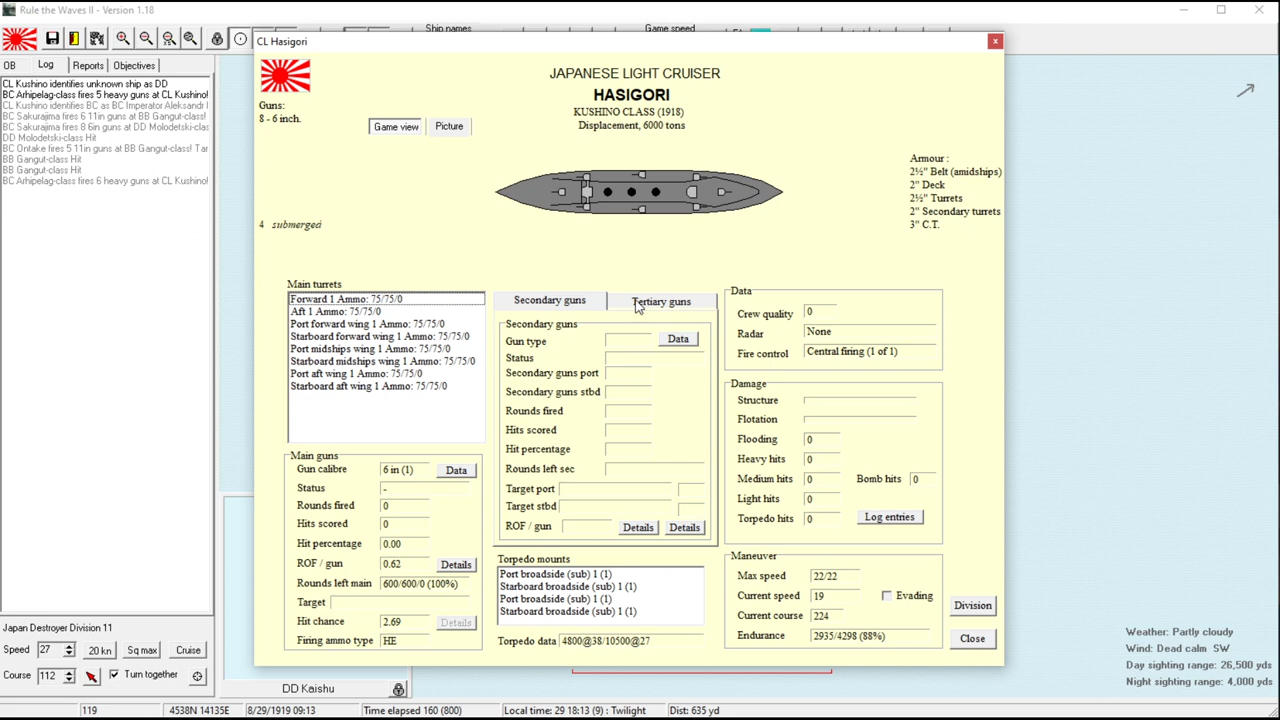 Rule the Waves II - Version 1.18
Ship names
Game speed
OB
Log
Reports
Objectives
CL Kushino identifies unknown ship as DD
BC Arhipelag-class fires 5 heavy guns at CL Kushino!
CL Kushino identifies BC as BC Imperator Aleksandr I
BC Sakurajima fires 6 11in guns at BB Gangut-class!
BC Sakurajima fires 8 6in guns at DD Molodetski-clas
DD Molodetski-class Hit
BC Ontake fires 5 11in guns at BB Gangut-class! Tar
BB Gangut-class Hit
BB Gangut-class Hit
BC Arhipelag-class fires 6 heavy guns at CL Kushino!
CL Hasigori
JAPANESE LIGHT CRUISER
HASIGORI
KUSHINO CLASS (1918)
Displacement, 6000 tons
Guns:
8 - 6 inch.
Game view
Picture
4 submerged
Armour :
2½" Belt (amidships)
2" Deck
2½" Turrets
2" Secondary turrets
3" C.T.
Main turrets
Forward 1 Ammo: 75/75/0
Aft 1 Ammo: 75/75/0
Port forward wing 1 Ammo: 75/75/0
Starboard forward wing 1 Ammo: 75/75/0
Port midships wing 1 Ammo: 75/75/0
Starboard midships wing 1 Ammo: 75/75/0
Port aft wing 1 Ammo: 75/75/0
Starboard aft wing 1 Ammo: 75/75/0
Main guns
Gun calibre 6 in (1) Data
Status -
Rounds fired 0
Hits scored 0
Hit percentage 0.00
ROF / gun 0.62 Details
Rounds left main 600/600/0 (100%)
Target
Hit chance 2.69 Details
Firing ammo type HE
Secondary guns
Tertiary guns
Secondary guns
Gun type Data
Status
Secondary guns port
Secondary guns stbd
Rounds fired
Hits scored
Hit percentage
Rounds left sec
Target port
Target stbd
ROF / gun Details Details
Torpedo mounts
Port broadside (sub) 1 (1)
Starboard broadside (sub) 1 (1)
Port broadside (sub) 1 (1)
Starboard broadside (sub) 1 (1)
Torpedo data 4800@38/10500@27
Data
Crew quality 0
Radar None
Fire control Central firing (1 of 1)
Damage
Structure
Flotation
Flooding 0
Heavy hits 0
Medium hits 0 Bomb hits 0
Light hits 0
Torpedo hits 0 Log entries
Maneuver
Max speed 22/22
Current speed 19 Evading
Current course 224
Endurance 2935/4298 (88%)
Division
Close
Japan Destroyer Division 11
Speed 27 20 kn Sq max Cruise
Course 112 Turn together
DD Kaishu
Weather: Partly cloudy
Wind: Dead calm SW
Day sighting range: 26,500 yds
Night sighting range: 4,000 yds
119 4538N 14135E 8/29/1919 09:13 Time elapsed 160 (800) Local time: 29 18:13 (9) : Twilight Dist: 635 yd